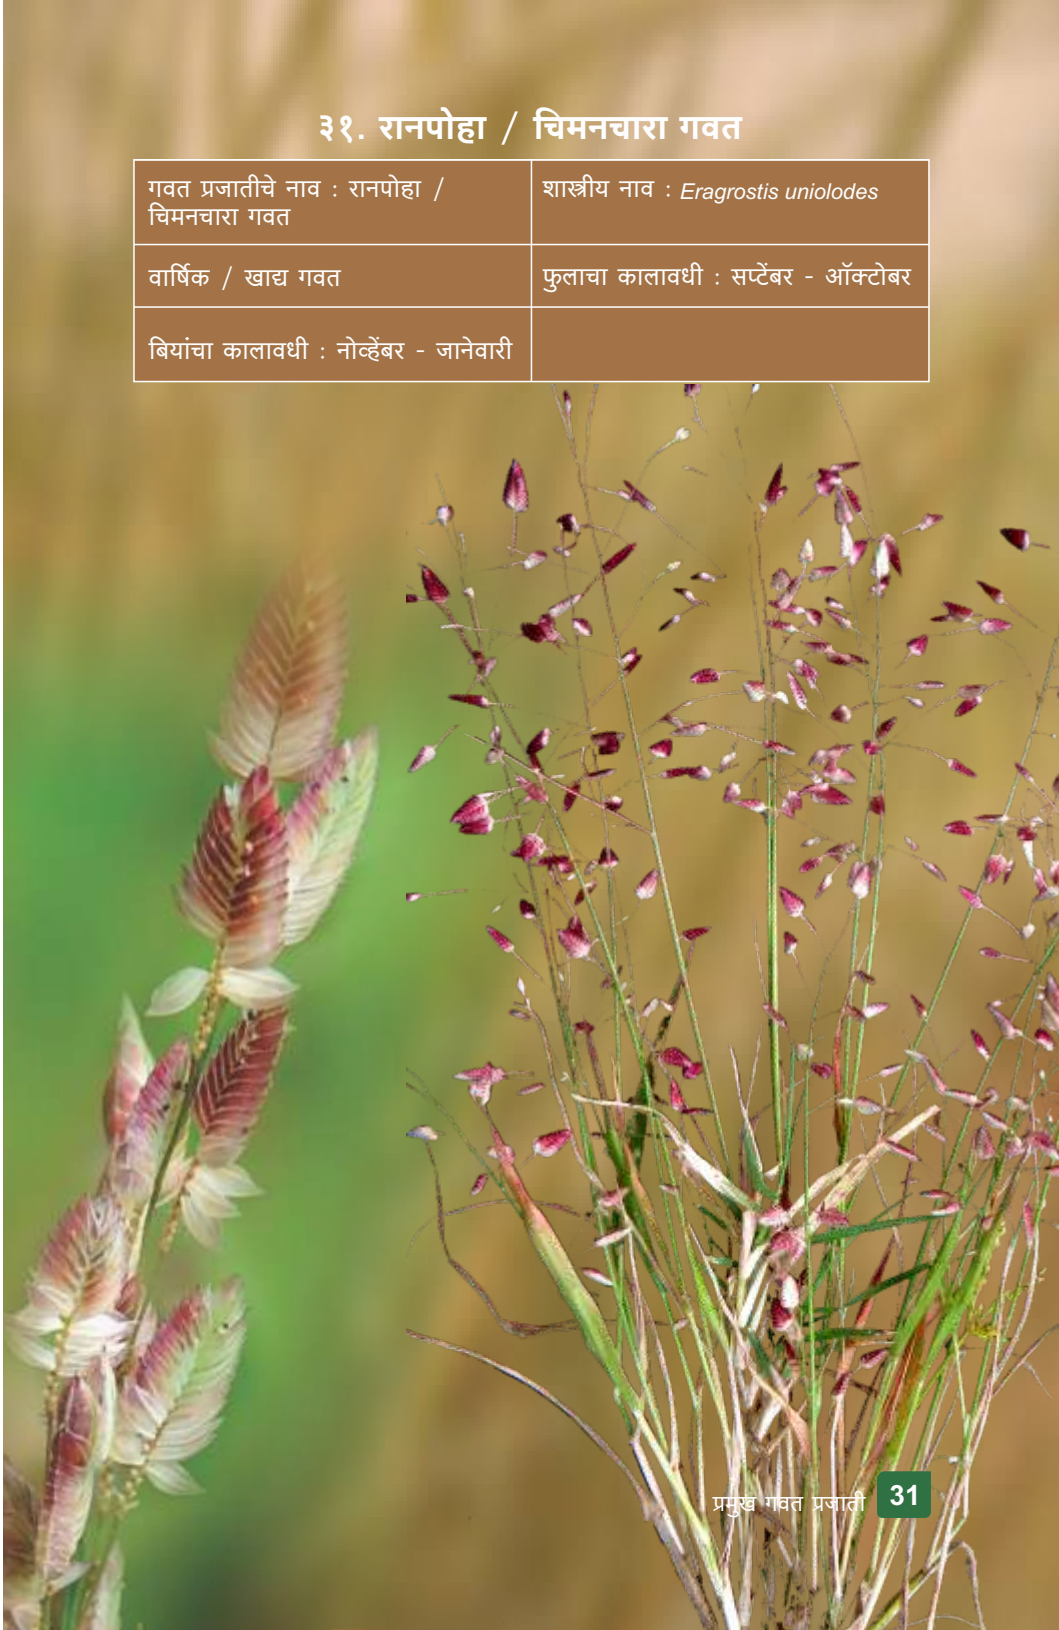 ३१. रानपोहा / चिमनचारा गवत
गवत प्रजातीचे नाव : रानपोहा /
चिमनचारा गवत
शास्त्रीय नाव : Eragrostis uniolodes
वार्षिक / खाद्य गवत
फुलाचा कालावधी : सप्टेंबर - ऑक्टोबर
बियांचा कालावधी : नोव्हेंबर - जानेवारी
प्रमुख गवत प्रजाती 31